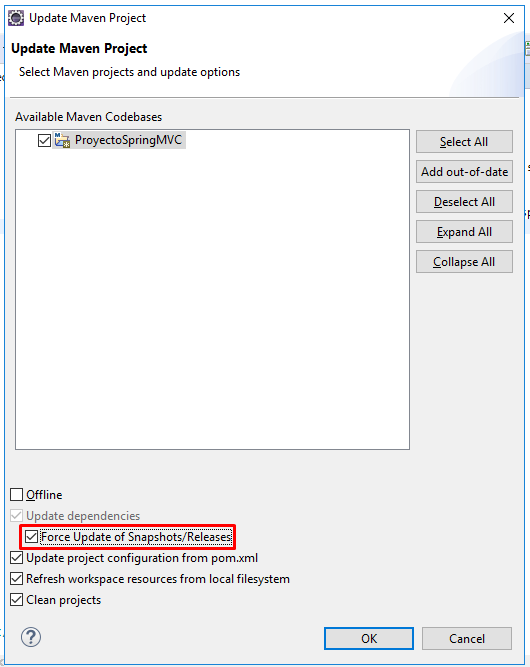 Update Maven Project
Update Maven Project
Select Maven projects and update options
Available Maven Codebases
ProyectoSpringMVC
Select All
Add out-of-date
Deselect All
Expand All
Collapse All
Offline
Update dependencies
Force Update of Snapshots/Releases
Update project configuration from pom.xml
Refresh workspace resources from local filesystem
Clean projects
?
OK
Cancel